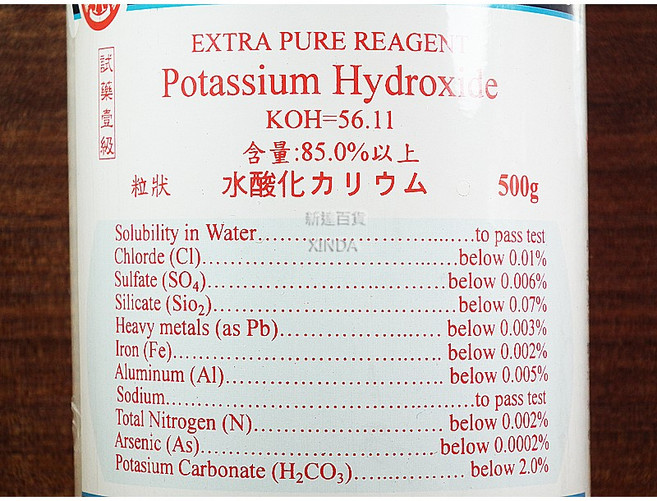 EXTRA PURE REAGENT
試藥壹級
Potassium Hydroxide
KOH=56.11
含量:85.0%以上
粒狀 水酸化カリウム 500g
新達百貨
XINDA
Solubility in Water........................to pass test
Chlorde (Cl)........................below 0.01%
Sulfate (SO₄)........................below 0.006%
Silicate (Sio₂)........................below 0.07%
Heavy metals (as Pb)........................below 0.003%
Iron (Fe)........................below 0.002%
Aluminum (Al)........................below 0.005%
Sodium........................to pass test
Total Nitrogen (N)........................below 0.002%
Arsenic (As)........................below 0.0002%
Potasium Carbonate (H₂CO₃)........................below 2.0%